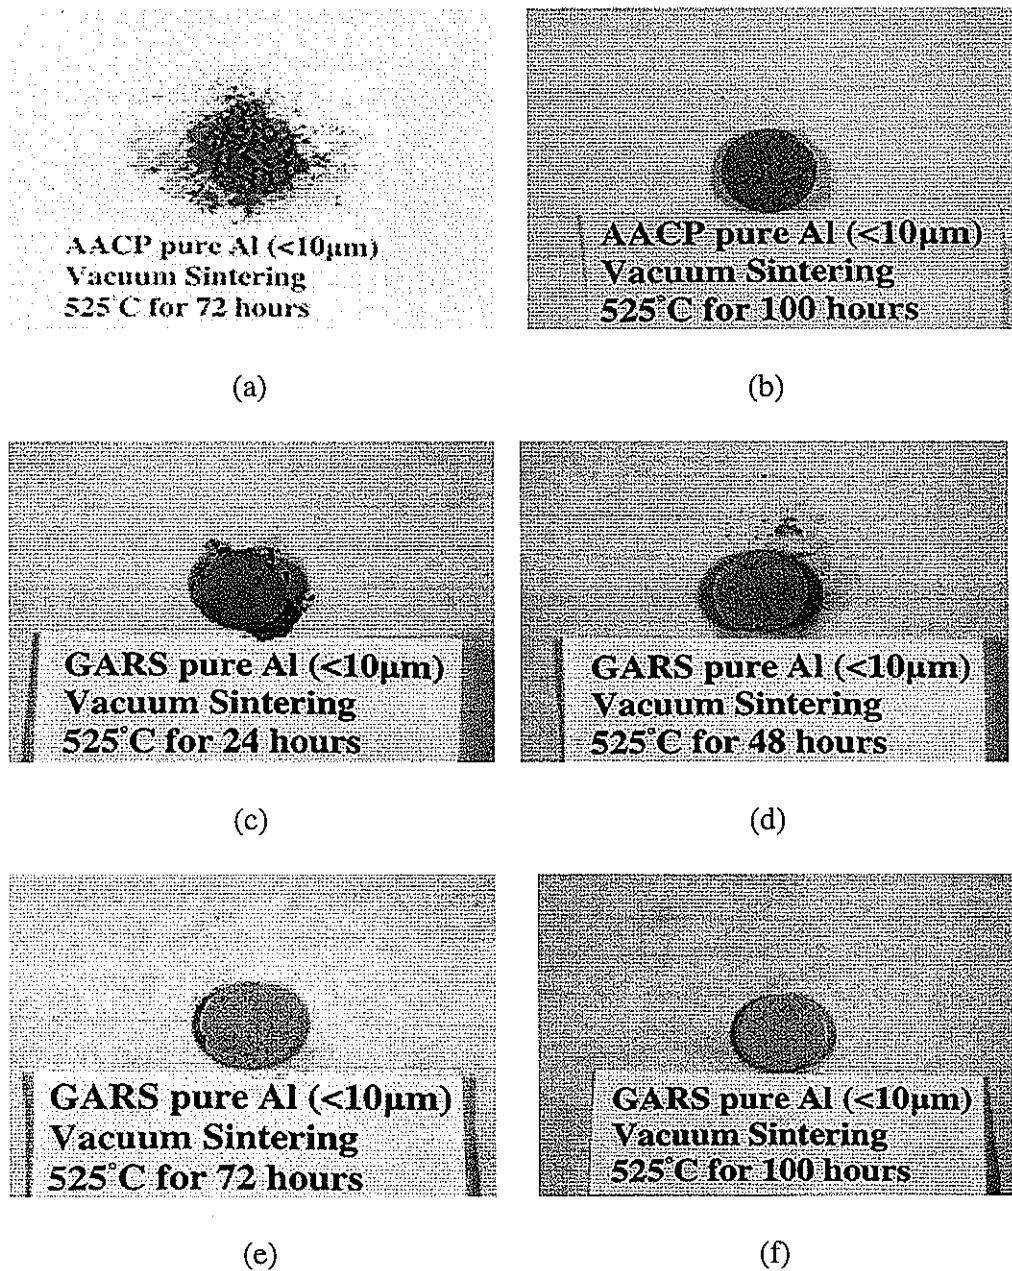 AACP pure Al (<10µm)
Vacuum Sintering
525°C for 72 hours
(a)
AACP pure Al (<10µm)
Vacuum Sintering
525°C for 100 hours
(b)
GARS pure Al (<10µm)
Vacuum Sintering
525°C for 24 hours
(c)
GARS pure Al (<10µm)
Vacuum Sintering
525°C for 48 hours
(d)
GARS pure Al (<10µm)
Vacuum Sintering
525°C for 72 hours
(e)
GARS pure Al (<10µm)
Vacuum Sintering
525°C for 100 hours
(f)